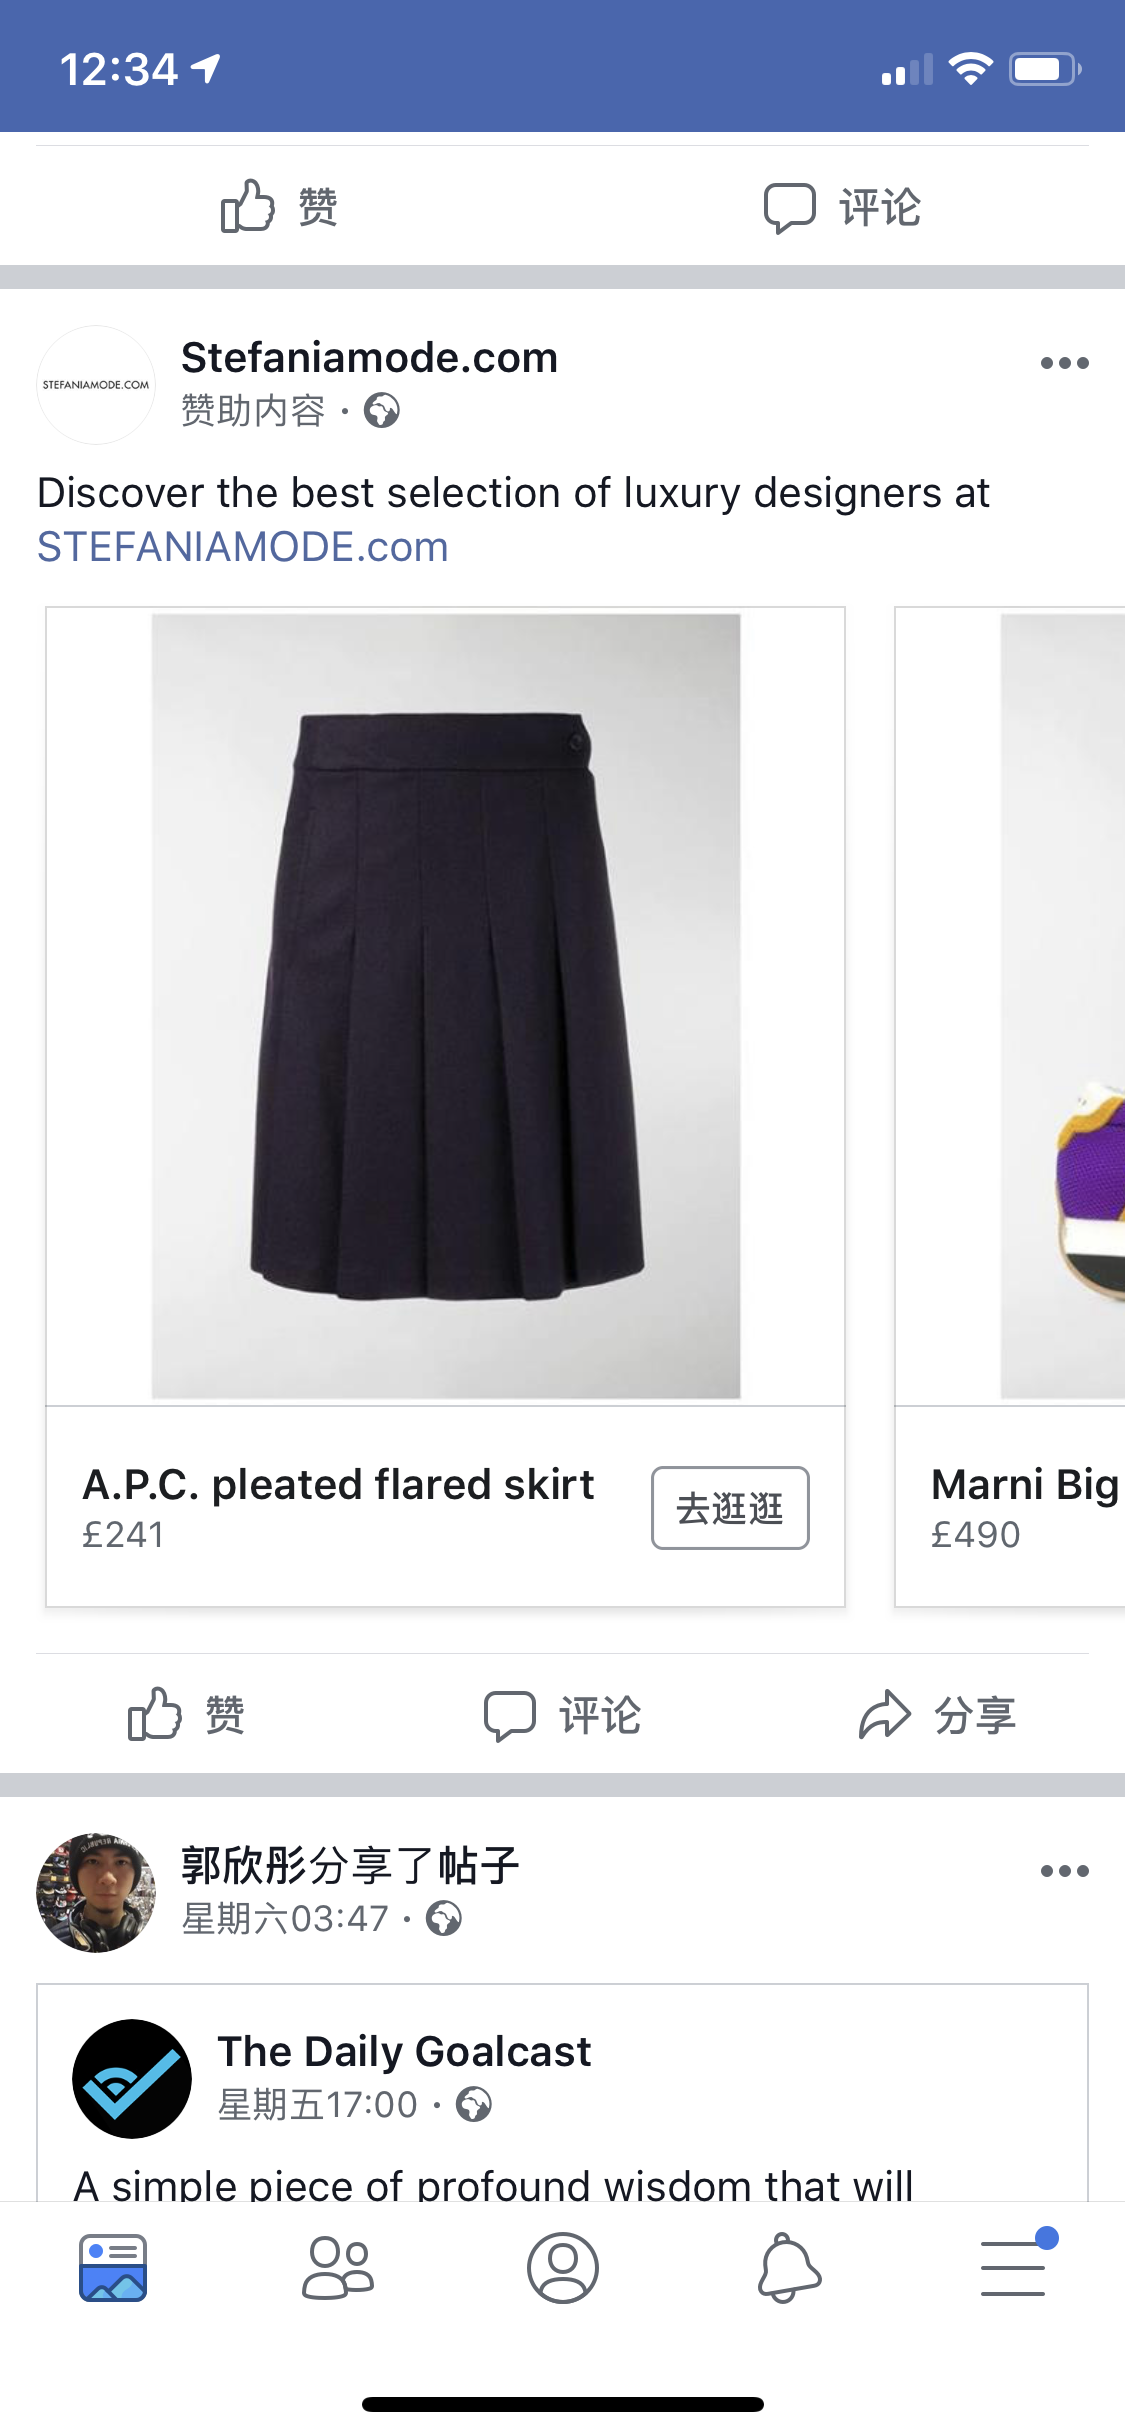 12:34
赞 评论
STEFANIAMODE.COM
Stefaniamode.com
赞助内容 ·
Discover the best selection of luxury designers at
STEFANIAMODE.com
A.P.C. pleated flared skirt
£241
去逛逛
Marni Big
£490
赞 评论 分享
郭欣彤分享了帖子
星期六03:47 ·
The Daily Goalcast
星期五17:00 ·
A simple piece of profound wisdom that will